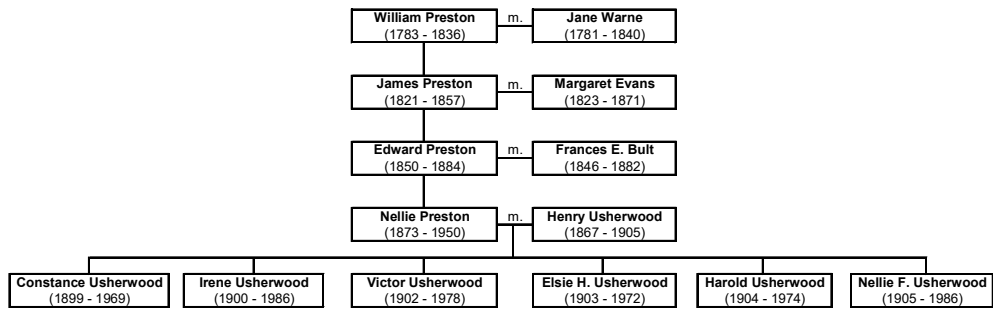 William Preston m. Jane Warne
(1783 - 1836) (1781 - 1840)
James Preston m. Margaret Evans
(1821 - 1857) (1823 - 1871)
Edward Preston m. Frances E. Bult
(1850 - 1884) (1846 - 1882)
Nellie Preston m. Henry Usherwood
(1873 - 1950) (1867 - 1905)
Constance Usherwood Irene Usherwood Victor Usherwood Elsie H. Usherwood Harold Usherwood Nellie F. Usherwood
(1899 - 1969) (1900 - 1986) (1902 - 1978) (1903 - 1972) (1904 - 1974) (1905 - 1986)